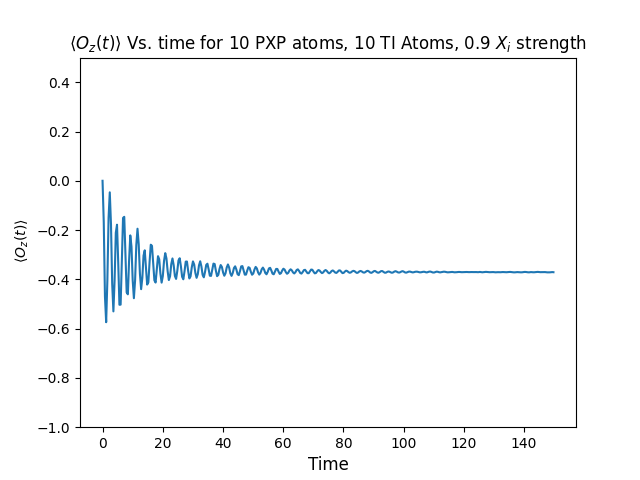 ⟨O_z(t)⟩ Vs. time for 10 PXP atoms, 10 TI Atoms, 0.9 X_i strength
0.4
0.2
0.0
−0.2
−0.4
−0.6
−0.8
−1.0
⟨O_z(t)⟩
0 20 40 60 80 100 120 140
Time